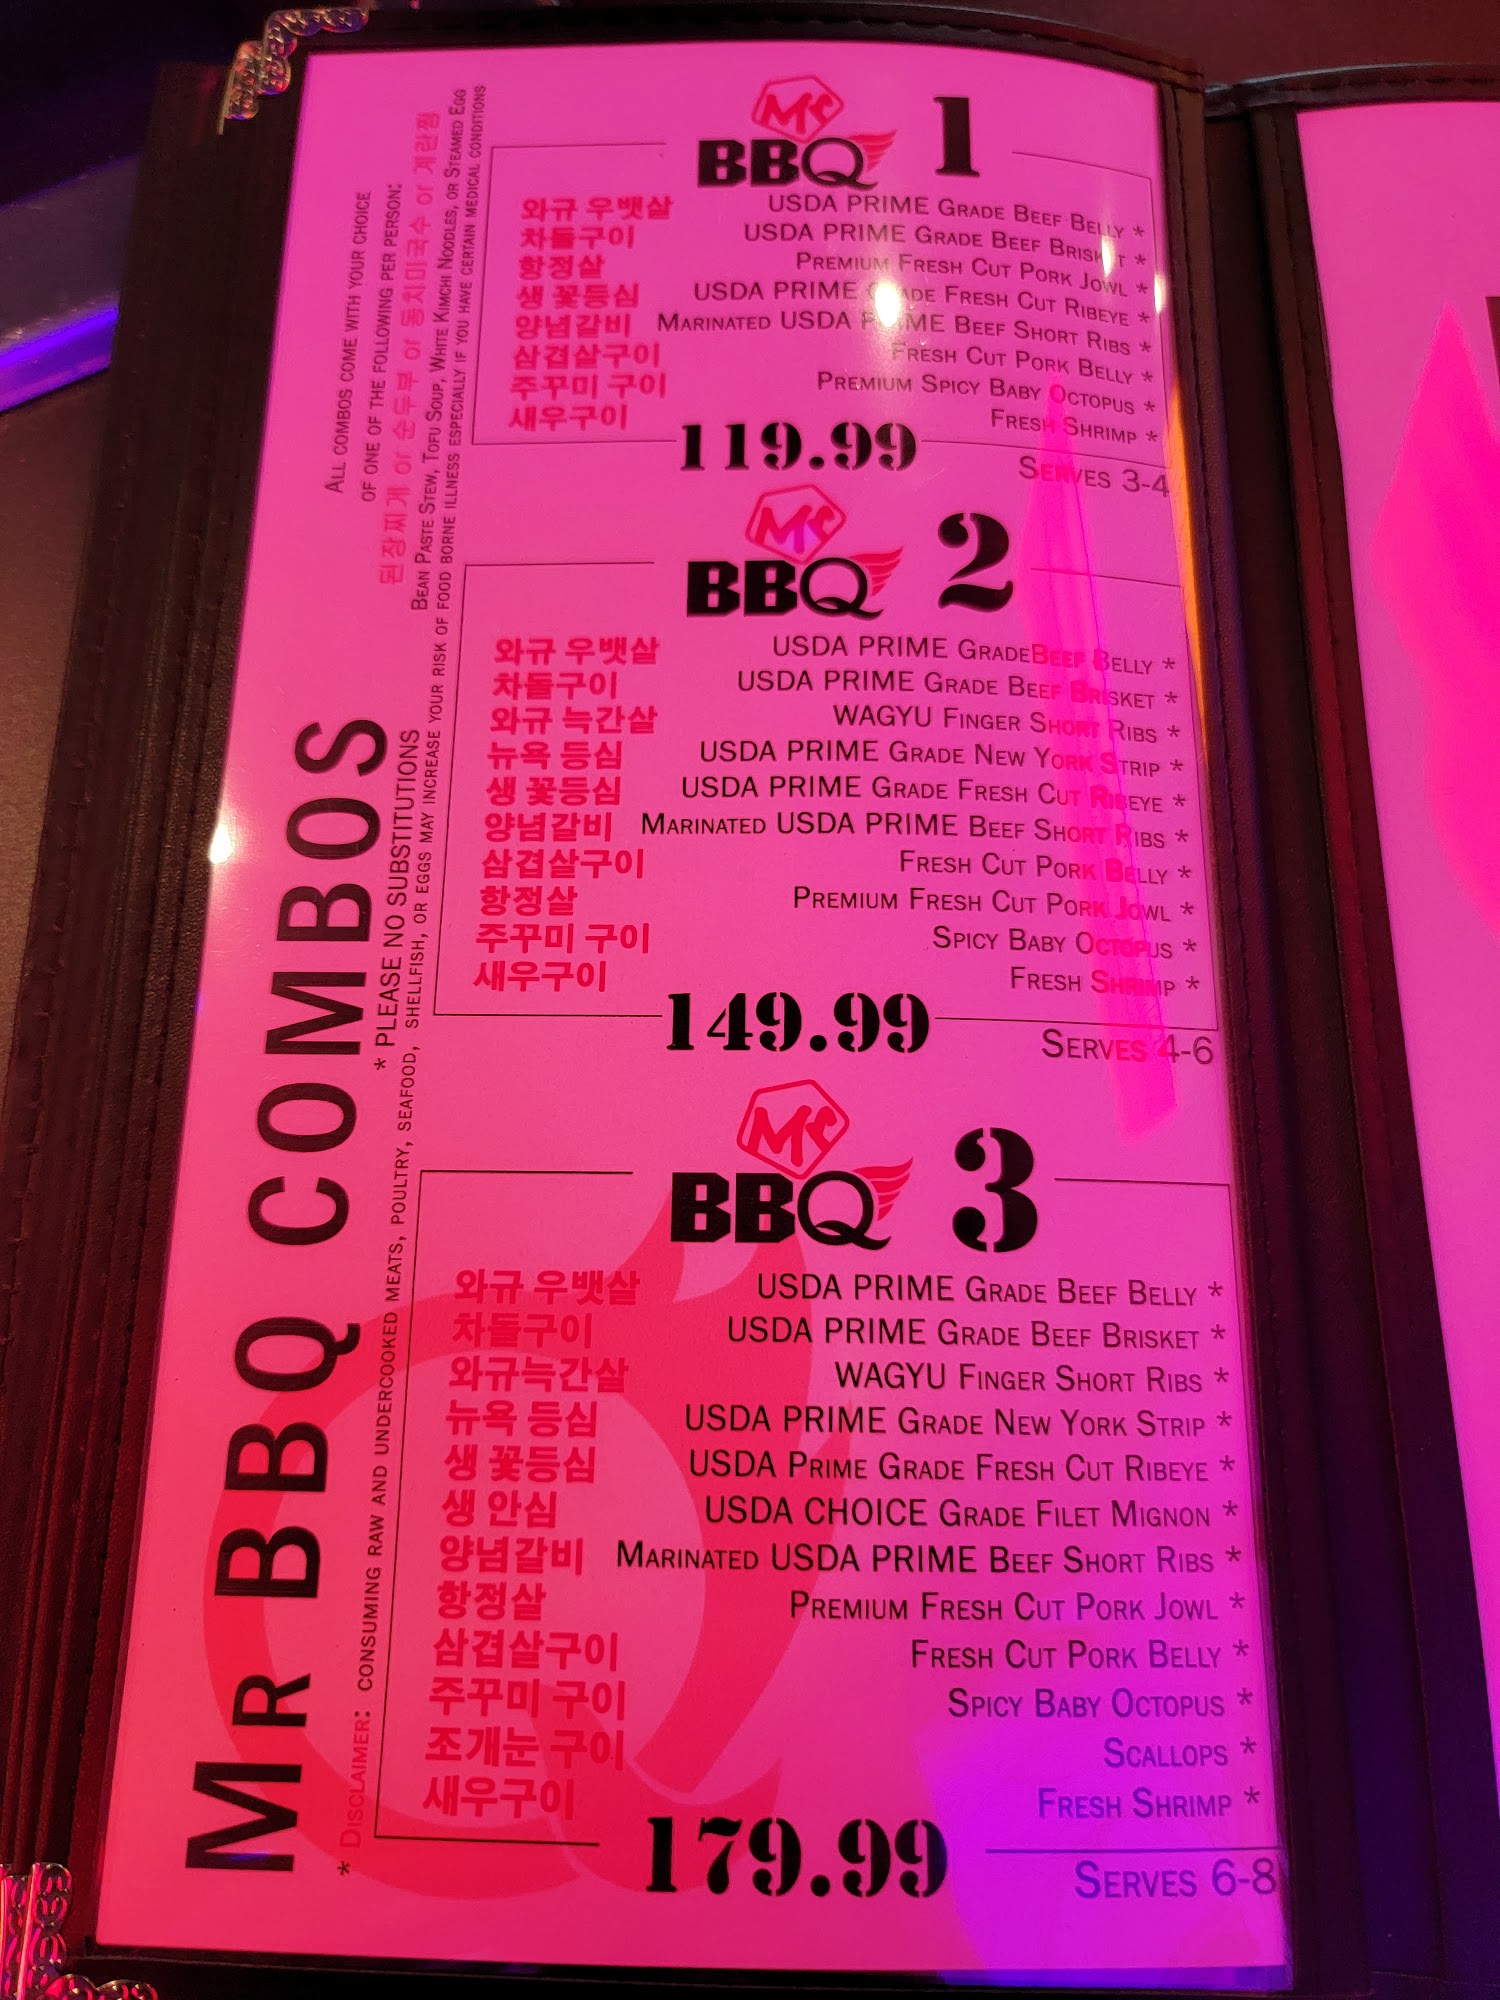 MR BBQ COMBOS
* PLEASE NO SUBSTITUTIONS
* DISCLAIMER: CONSUMING RAW AND UNDERCOOKED MEATS, POULTRY, SEAFOOD, SHELLFISH, OR EGGS MAY INCREASE YOUR RISK OF FOOD BORNE ILLNESS ESPECIALLY IF YOU HAVE CERTAIN MEDICAL CONDITIONS
ALL COMBOS COME WITH YOUR CHOICE
OF ONE OF THE FOLLOWING PER PERSON:
된장찌게 or 순두부 or 동치미국수 or 계란찜
BEAN PASTE STEW, TOFU SOUP, WHITE KIMCHI NOODLES, OR STEAMED EGG
Mr
BBQ 1
와규 우뱃살 USDA PRIME GRADE BEEF BELLY *
차돌구이 USDA PRIME GRADE BEEF BRISKET *
항정살 PREMIUM FRESH CUT PORK JOWL *
생 꽃등심 USDA PRIME GRADE FRESH CUT RIBEYE *
양념갈비 MARINATED USDA PRIME BEEF SHORT RIBS *
삼겹살구이 FRESH CUT PORK BELLY *
주꾸미 구이 PREMIUM SPICY BABY OCTOPUS *
새우구이 FRESH SHRIMP *
119.99
SERVES 3-4
Mr
BBQ 2
와규 우뱃살 USDA PRIME GRADEBEEF BELLY *
차돌구이 USDA PRIME GRADE BEEF BRISKET *
와규 늑간살 WAGYU FINGER SHORT RIBS *
뉴욕 등심 USDA PRIME GRADE NEW YORK STRIP *
생 꽃등심 USDA PRIME GRADE FRESH CUT RIBEYE *
양념갈비 MARINATED USDA PRIME BEEF SHORT RIBS *
삼겹살구이 FRESH CUT PORK BELLY *
항정살 PREMIUM FRESH CUT PORK JOWL *
주꾸미 구이 SPICY BABY OCTOPUS *
새우구이 FRESH SHRIMP *
149.99
SERVES 4-6
Mr
BBQ 3
와규 우뱃살 USDA PRIME GRADE BEEF BELLY *
차돌구이 USDA PRIME GRADE BEEF BRISKET *
와규늑간살 WAGYU FINGER SHORT RIBS *
뉴욕 등심 USDA PRIME GRADE NEW YORK STRIP *
생 꽃등심 USDA PRIME GRADE FRESH CUT RIBEYE *
생 안심 USDA CHOICE GRADE FILET MIGNON *
양념갈비 MARINATED USDA PRIME BEEF SHORT RIBS *
항정살 PREMIUM FRESH CUT PORK JOWL *
삼겹살구이 FRESH CUT PORK BELLY *
주꾸미 구이 SPICY BABY OCTOPUS *
조개눈 구이 SCALLOPS *
새우구이 FRESH SHRIMP *
179.99
SERVES 6-8